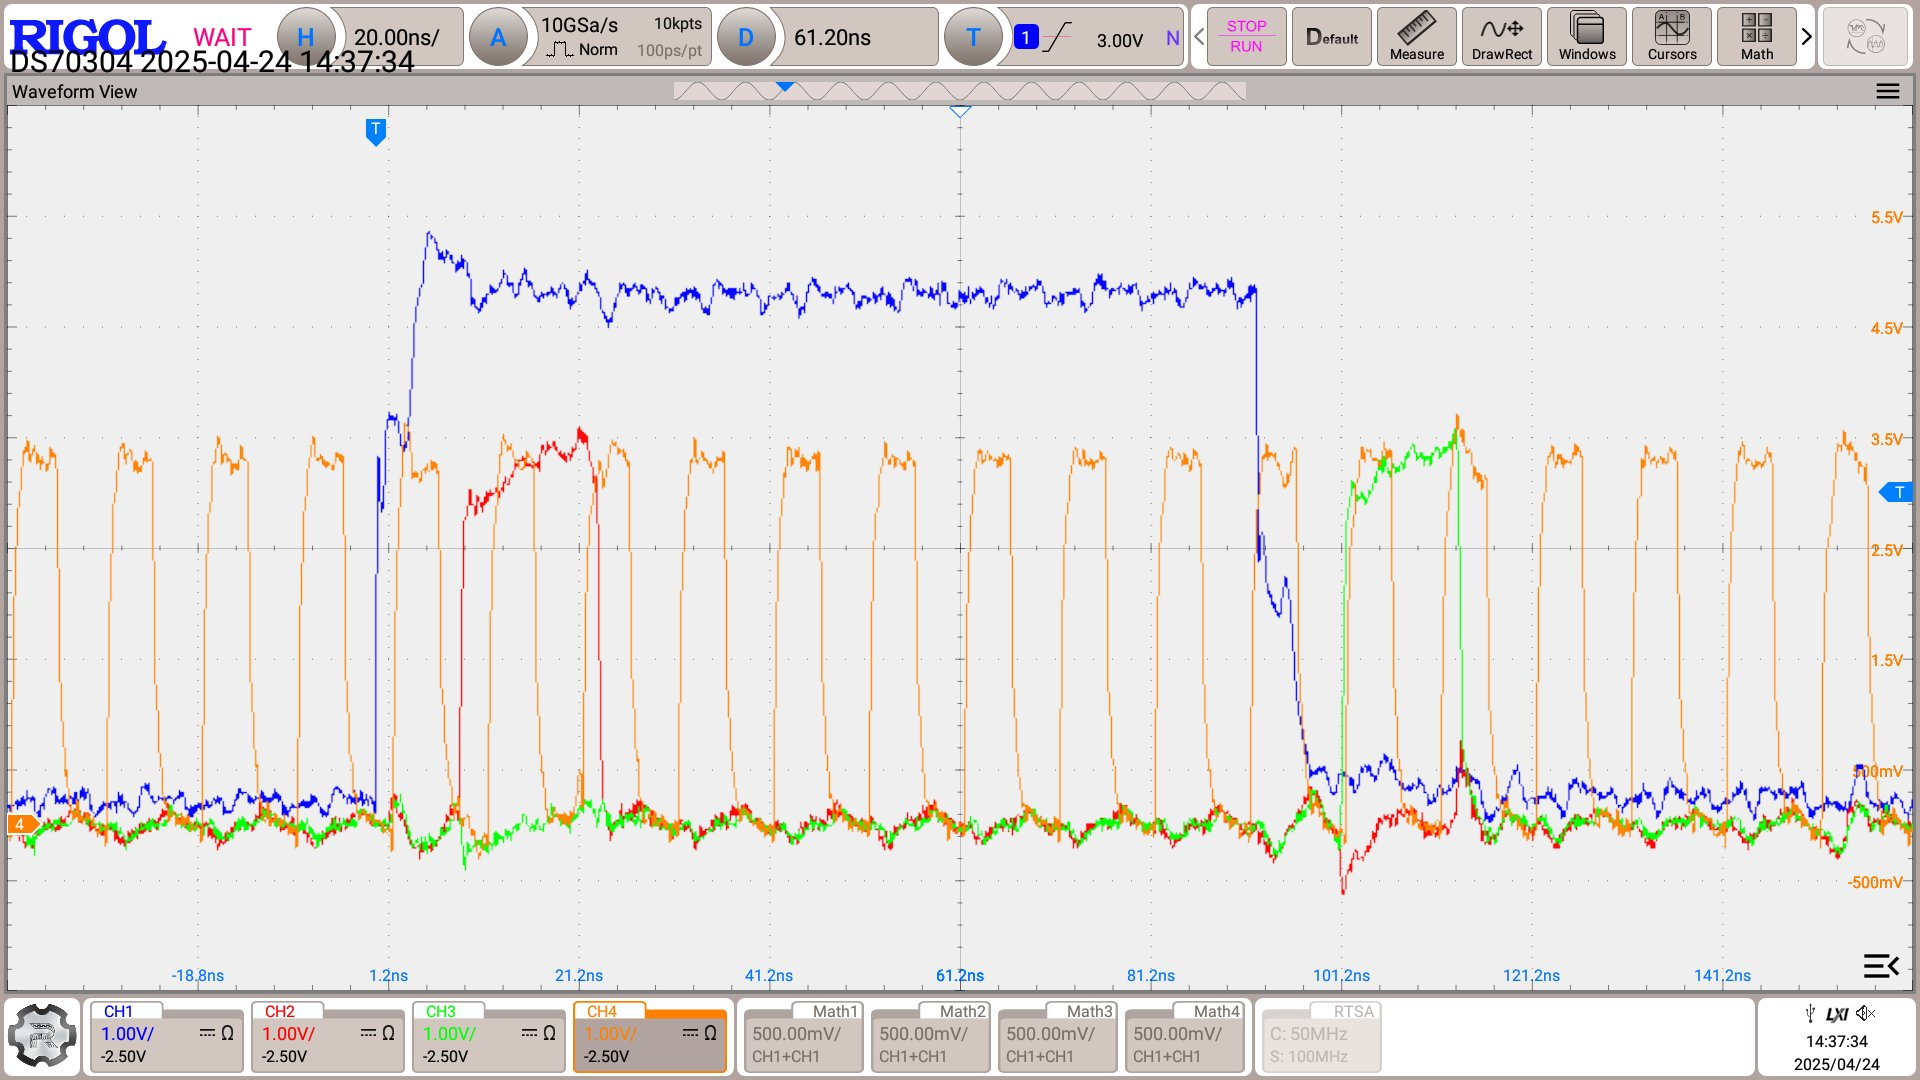 RIGOL WAIT H 20.00ns/ A 10GSa/s 10kpts D 61.20ns T 1 3.00V N STOP RUN Default Measure DrawRect Windows Cursors Math
Norm 100ps/pt
DS70304 2025-04-24 14:37:34
Waveform View
T
5.5V
4.5V
3.5V
T
2.5V
1.5V
500mV
4
-500mV
-18.8ns 1.2ns 21.2ns 41.2ns 61.2ns 81.2ns 101.2ns 121.2ns 141.2ns
CH1 CH2 CH3 CH4 Math1 Math2 Math3 Math4 RTSA
1.00V/ Ω 1.00V/ Ω 1.00V/ Ω 1.00V/ Ω 500.00mV/ 500.00mV/ 500.00mV/ 500.00mV/ C: 50MHz LXI
-2.50V -2.50V -2.50V -2.50V CH1+CH1 CH1+CH1 CH1+CH1 CH1+CH1 S: 100MHz 14:37:34
2025/04/24